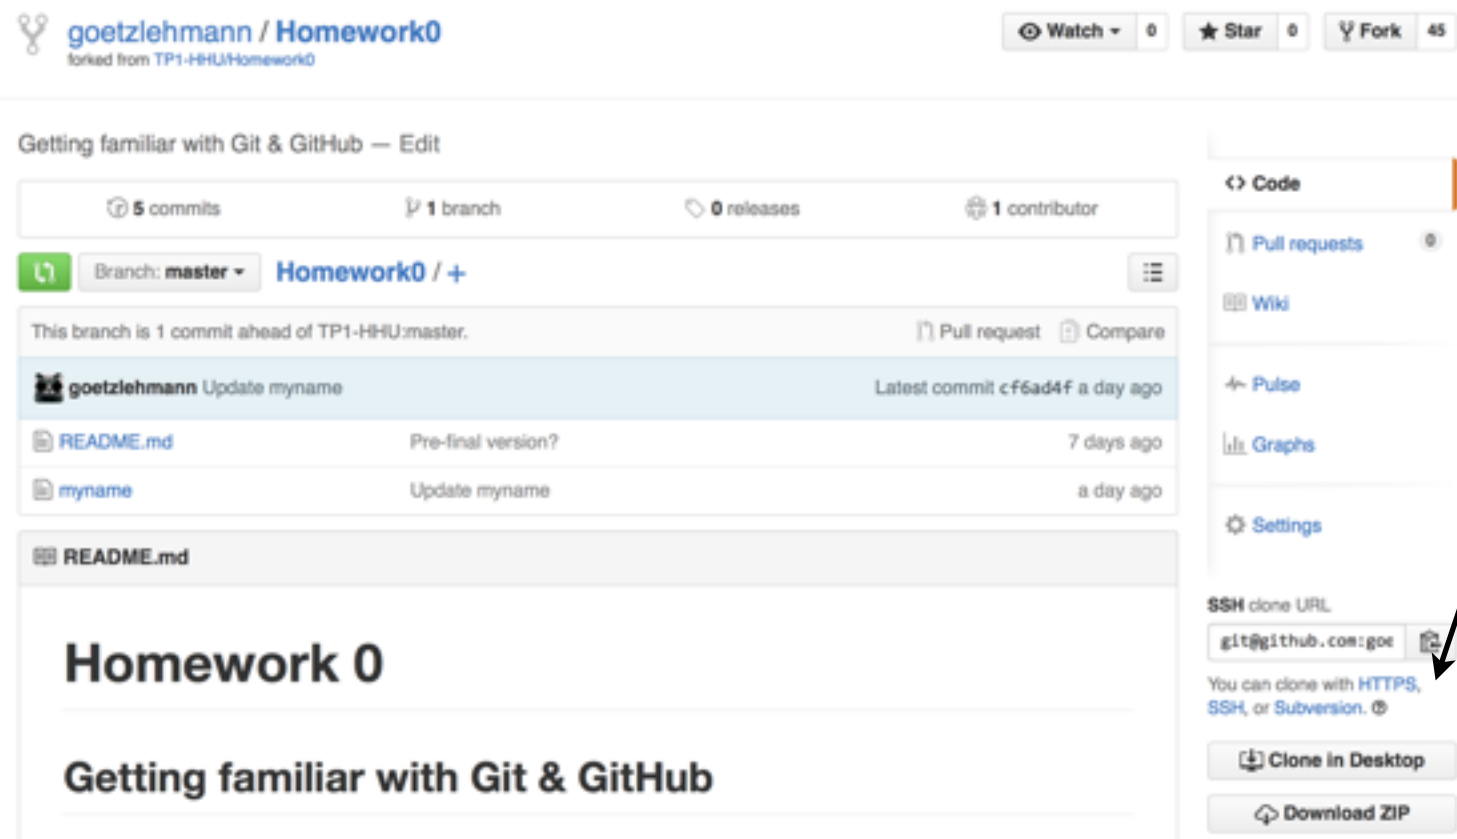 goetzlehmann / Homework0
Watch 0 Star 0 Fork 45
forked from TP1-HHU/Homework0
Getting familiar with Git & GitHub — Edit
5 commits 1 branch 0 releases 1 contributor
Branch: master Homework0 / +
This branch is 1 commit ahead of TP1-HHU:master. Pull request Compare
goetzlehmann Update myname Latest commit cf6ad4f a day ago
README.md Pre-final version? 7 days ago
myname Update myname a day ago
README.md
Homework 0
Getting familiar with Git & GitHub
<> Code
Pull requests 0
Wiki
Pulse
Graphs
Settings
SSH clone URL
git@github.com:goe
You can clone with HTTPS,
SSH, or Subversion.
Clone in Desktop
Download ZIP